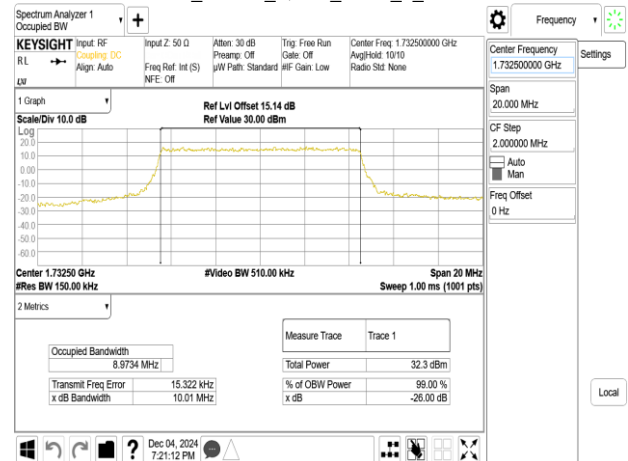 Spectrum Analyzer 1
Occupied BW
Frequency
KEYSIGHT
RL
LXI
Input: RF
Coupling: DC
Align: Auto
Input Z: 50 Ω
Freq Ref: Int (S)
NFE: Off
Atten: 30 dB
Preamp: Off
µW Path: Standard
Trig: Free Run
Gate: Off
#IF Gain: Low
Center Freq: 1.732500000 GHz
Avg|Hold: 10/10
Radio Std: None
Center Frequency
1.732500000 GHz
Settings
Span
20.000 MHz
CF Step
2.000000 MHz
Auto
Man
Freq Offset
0 Hz
Local
1 Graph
Scale/Div 10.0 dB
Ref Lvl Offset 15.14 dB
Ref Value 30.00 dBm
Log
20.0
10.0
0.00
-10.0
-20.0
-30.0
-40.0
-50.0
-60.0
Center 1.73250 GHz
#Video BW 510.00 kHz
Span 20 MHz
#Res BW 150.00 kHz
Sweep 1.00 ms (1001 pts)
2 Metrics
Measure Trace Trace 1
Occupied Bandwidth
8.9734 MHz
Total Power 32.3 dBm
Transmit Freq Error 15.322 kHz
% of OBW Power 99.00 %
x dB Bandwidth 10.01 MHz
x dB -26.00 dB
Dec 04, 2024
7:21:12 PM